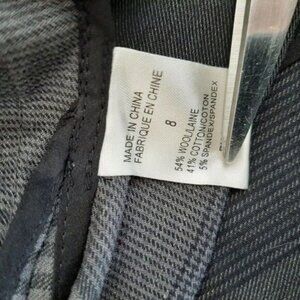 MADE IN CHINA
FABRIQUE EN CHINE
8
54% WOOL/LAINE
41% COTTON/COTON
5% SPANDEX/SPANDEX